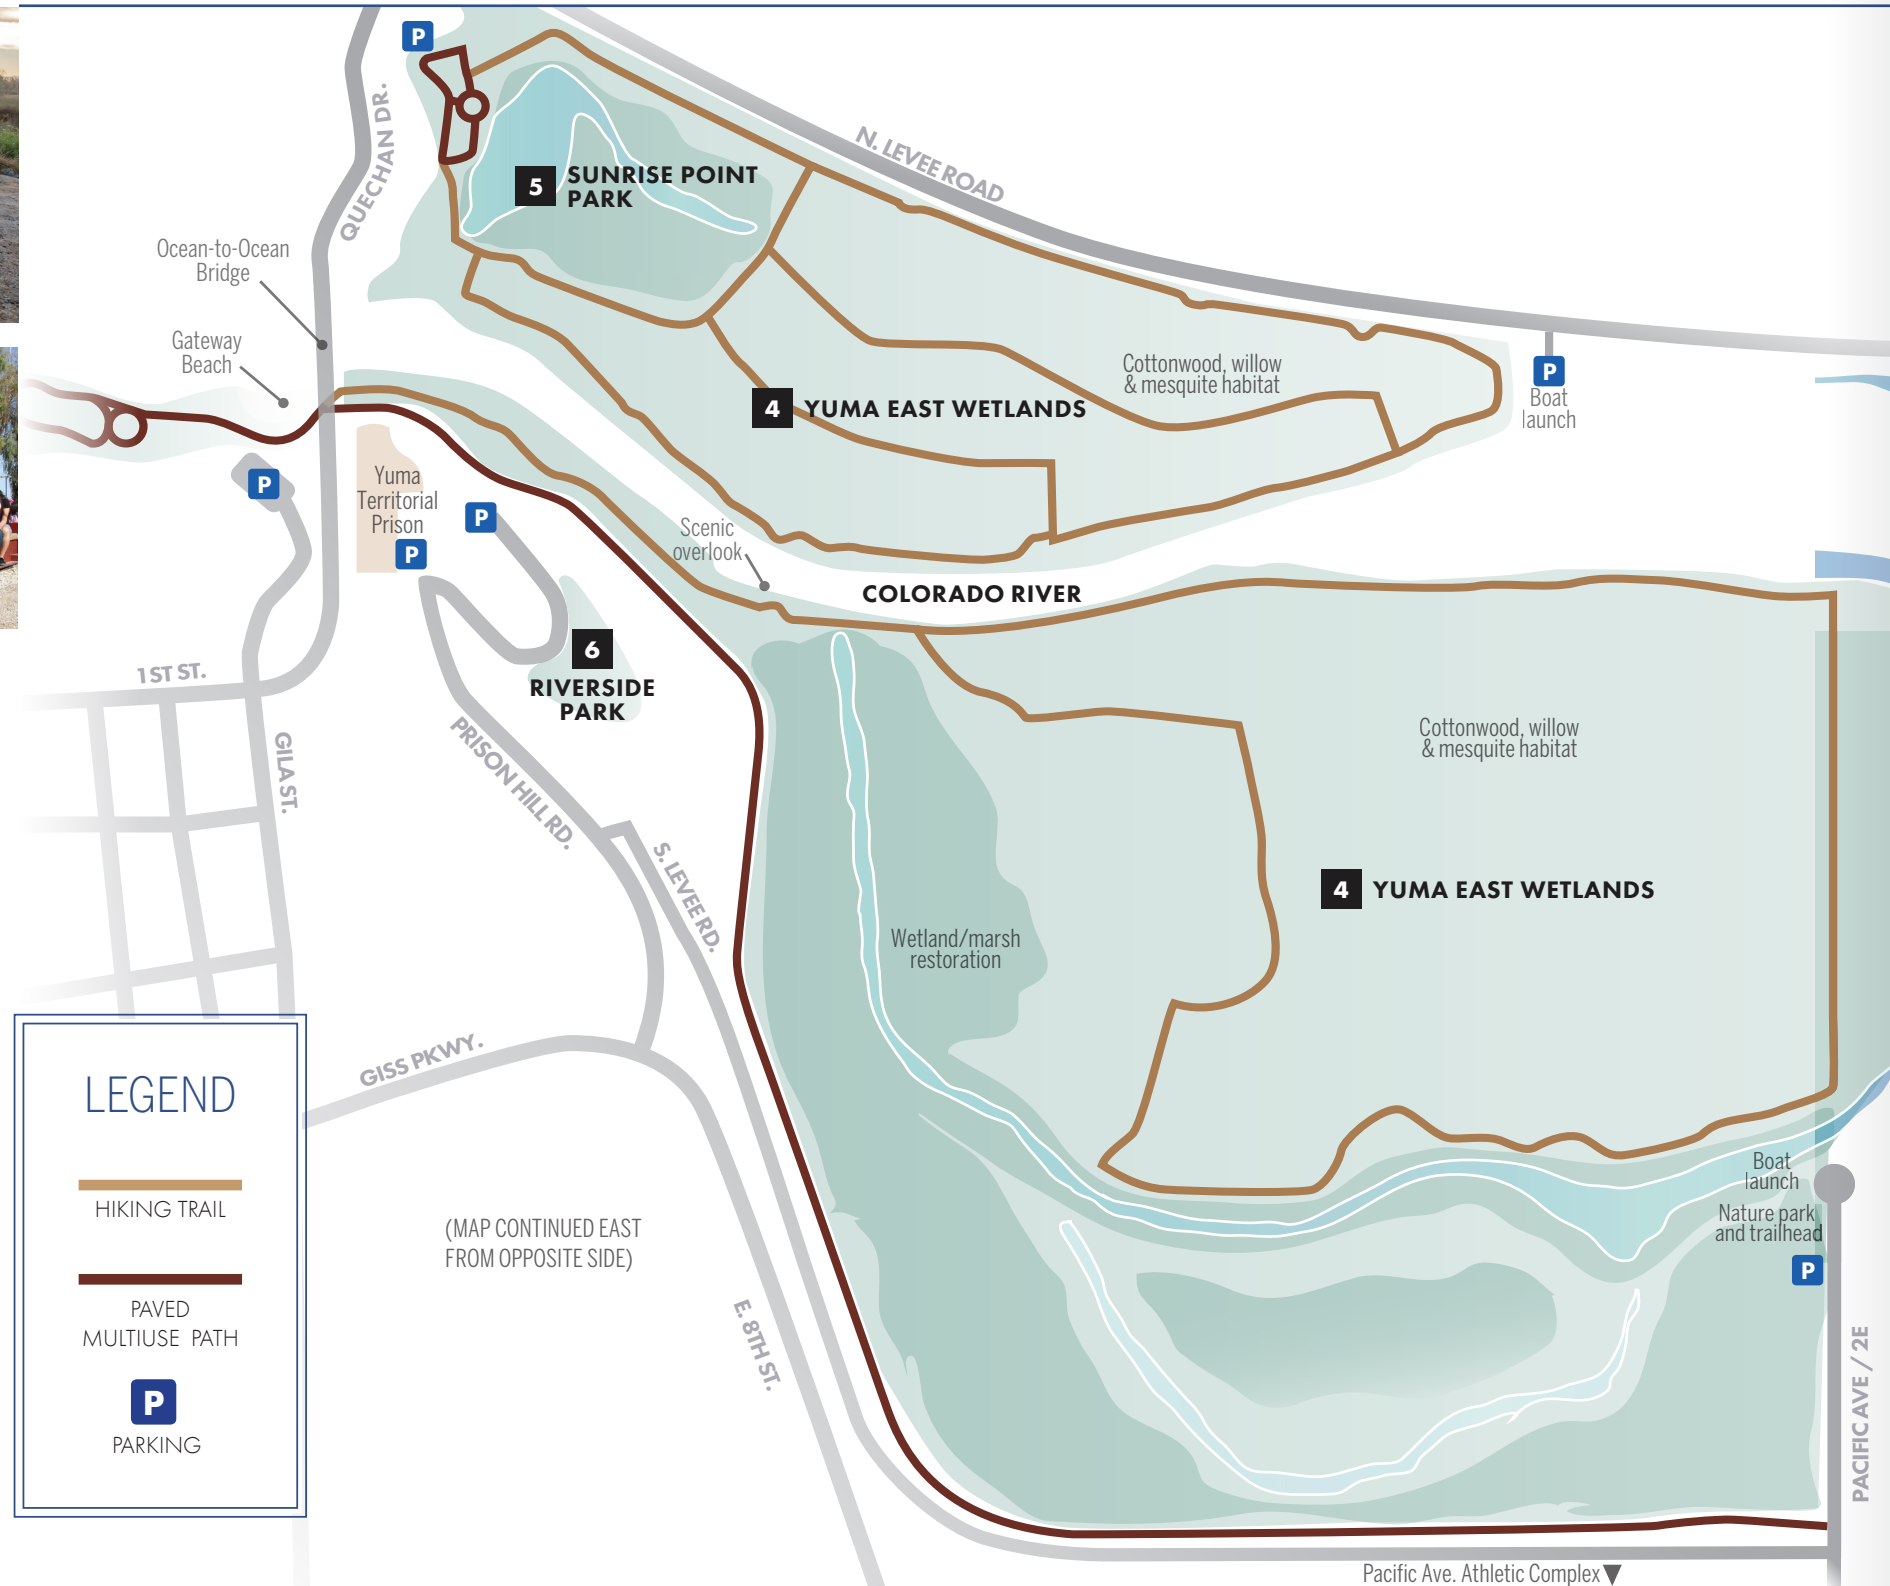 P
QUECHAN DR.
N. LEVEE ROAD
5
SUNRISE POINT
PARK
Ocean-to-Ocean
Bridge
Gateway
Beach
Cottonwood, willow
& mesquite habitat
4 YUMA EAST WETLANDS
P
Boat
launch
P
Yuma
Territorial
Prison
P
P
Scenic
overlook
COLORADO RIVER
6
RIVERSIDE
PARK
1ST ST.
GILA ST.
PRISON HILL RD.
S. LEVEE RD.
Cottonwood, willow
& mesquite habitat
4 YUMA EAST WETLANDS
Wetland/marsh
restoration
GISS PKWY.
LEGEND
HIKING TRAIL
PAVED
MULTIUSE PATH
P
PARKING
(MAP CONTINUED EAST
FROM OPPOSITE SIDE)
E. 8TH ST.
Boat
launch
Nature park
and trailhead
P
PACIFIC AVE / 2E
Pacific Ave. Athletic Complex▼